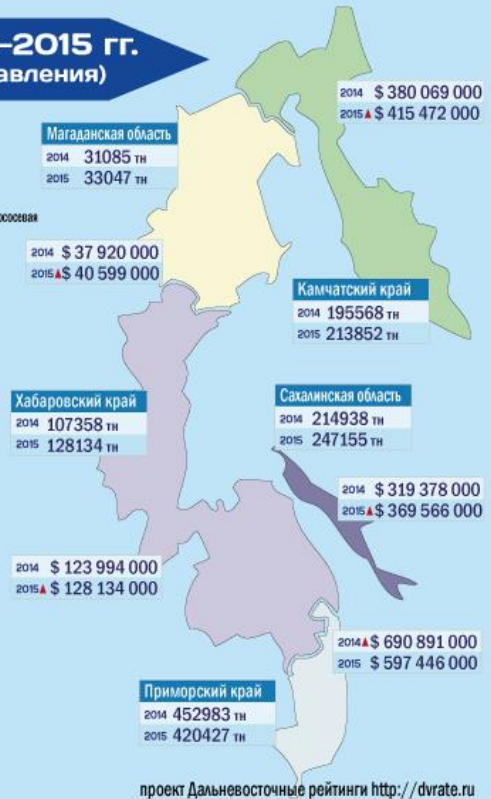 –2015 гг.
авления)
2014 $ 380 069 000
2015▲$ 415 472 000
Магаданская область
2014 31085 тн
2015 33047 тн
ососевая
2014 $ 37 920 000
2015▲$ 40 599 000
Камчатский край
2014 195568 тн
2015 213852 тн
Хабаровский край
2014 107358 тн
2015 128134 тн
Сахалинская область
2014 214938 тн
2015 247155 тн
2014 $ 319 378 000
2015▲$ 369 566 000
2014 $ 123 994 000
2015▲ $ 128 134 000
2014▲$ 690 891 000
2015 $ 597 446 000
Приморский край
2014 452983 тн
2015 420427 тн
проект Дальневосточные рейтинги http://dvrate.ru